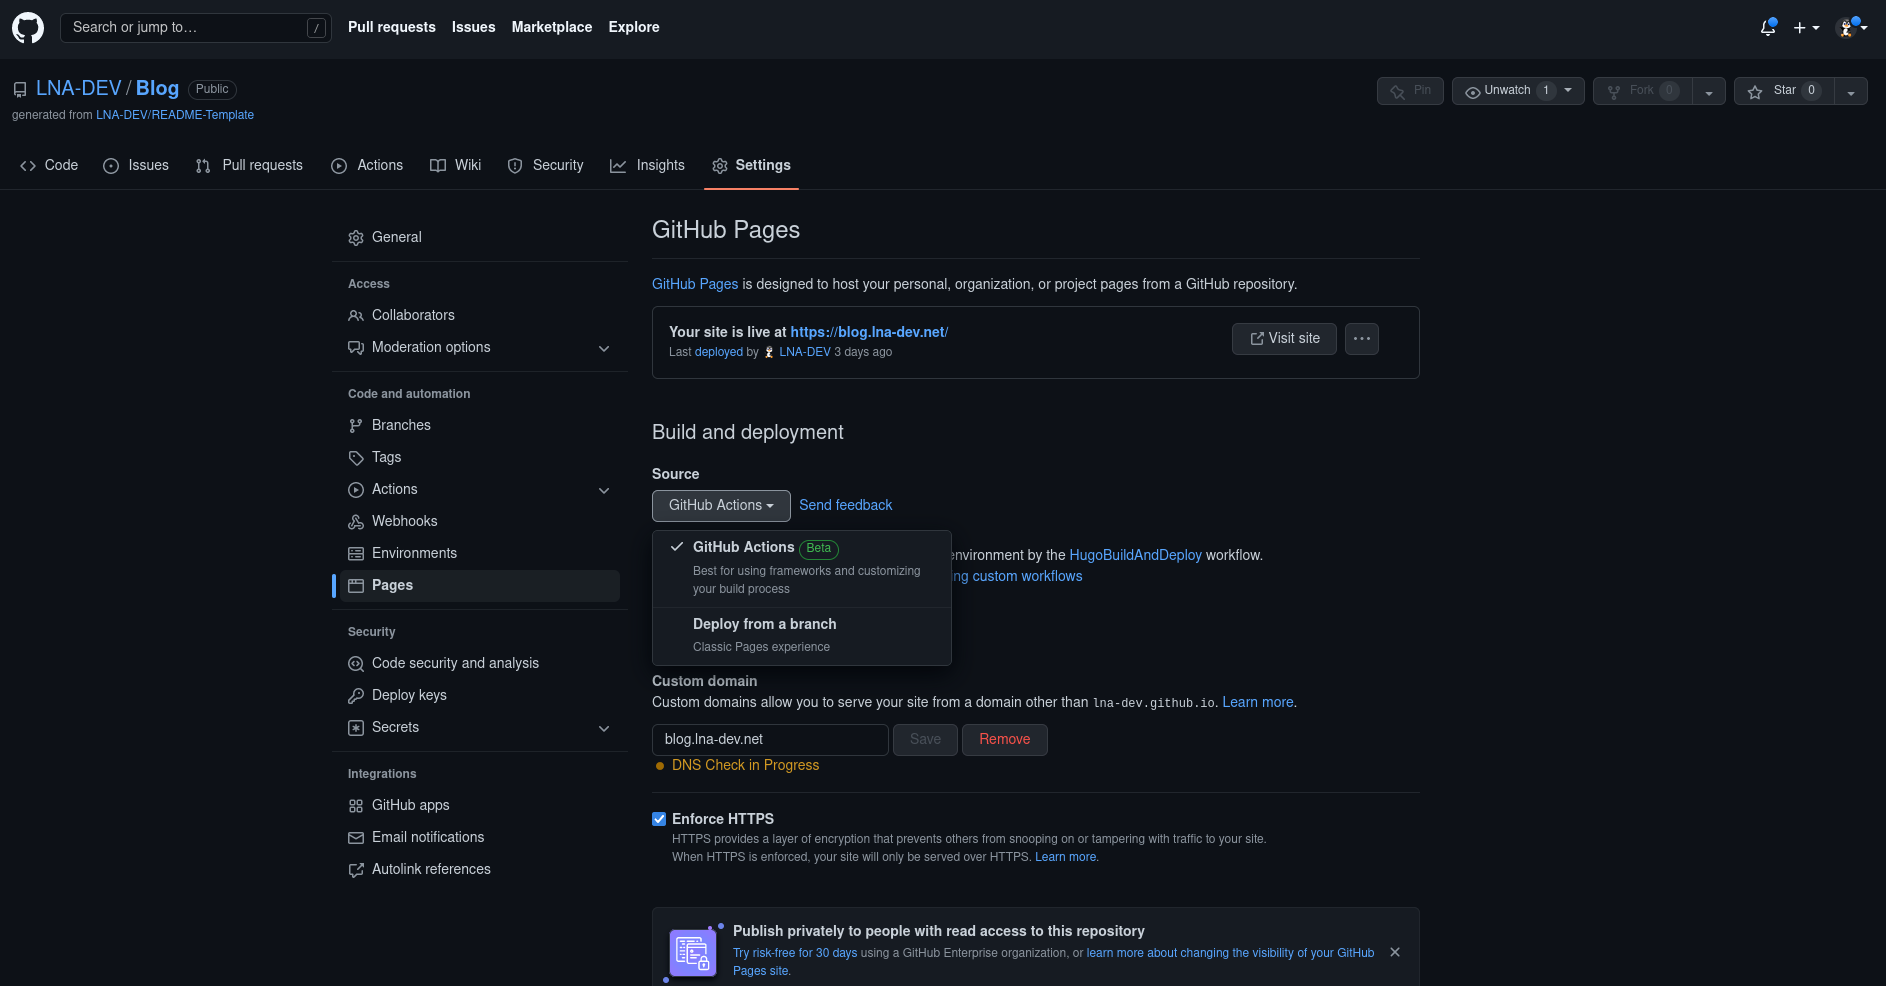 Search or jump to… /
Pull requests Issues Marketplace Explore
LNA-DEV / Blog Public
generated from LNA-DEV/README-Template
Pin Unwatch 1 Fork 0 Star 0
Code Issues Pull requests Actions Wiki Security Insights Settings
General
Access
Collaborators
Moderation options
Code and automation
Branches
Tags
Actions
Webhooks
Environments
Pages
Security
Code security and analysis
Deploy keys
Secrets
Integrations
GitHub apps
Email notifications
Autolink references
GitHub Pages
GitHub Pages is designed to host your personal, organization, or project pages from a GitHub repository.
Your site is live at https://blog.lna-dev.net/
Last deployed by LNA-DEV 3 days ago
Visit site
Build and deployment
Source
GitHub Actions Send feedback
GitHub Actions Beta
Best for using frameworks and customizing
your build process
Deploy from a branch
Classic Pages experience
environment by the HugoBuildAndDeploy workflow.
ng custom workflows
Custom domain
Custom domains allow you to serve your site from a domain other than lna-dev.github.io. Learn more.
blog.lna-dev.net Save Remove
DNS Check in Progress
Enforce HTTPS
HTTPS provides a layer of encryption that prevents others from snooping on or tampering with traffic to your site.
When HTTPS is enforced, your site will only be served over HTTPS. Learn more.
Publish privately to people with read access to this repository
Try risk-free for 30 days using a GitHub Enterprise organization, or learn more about changing the visibility of your GitHub
Pages site.